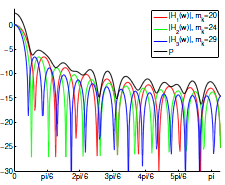 |H₁(w)|, mₖ=20
|H₂(w)|, mₖ=24
|H₃(w)|, mₖ=29
P
0
-5
-10
-15
-20
-25
-30
0 pi/6 2pi/6 3pi/6 4pi/6 5pi/6 pi